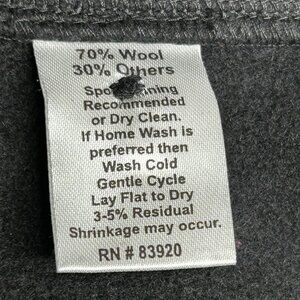 70% Wool
30% Others
Recommended
or Dry Clean.
If Home Wash is
preferred then
Wash Cold
Gentle Cycle
Lay Flat to Dry
3-5% Residual
Shrinkage may occur.
RN # 83920